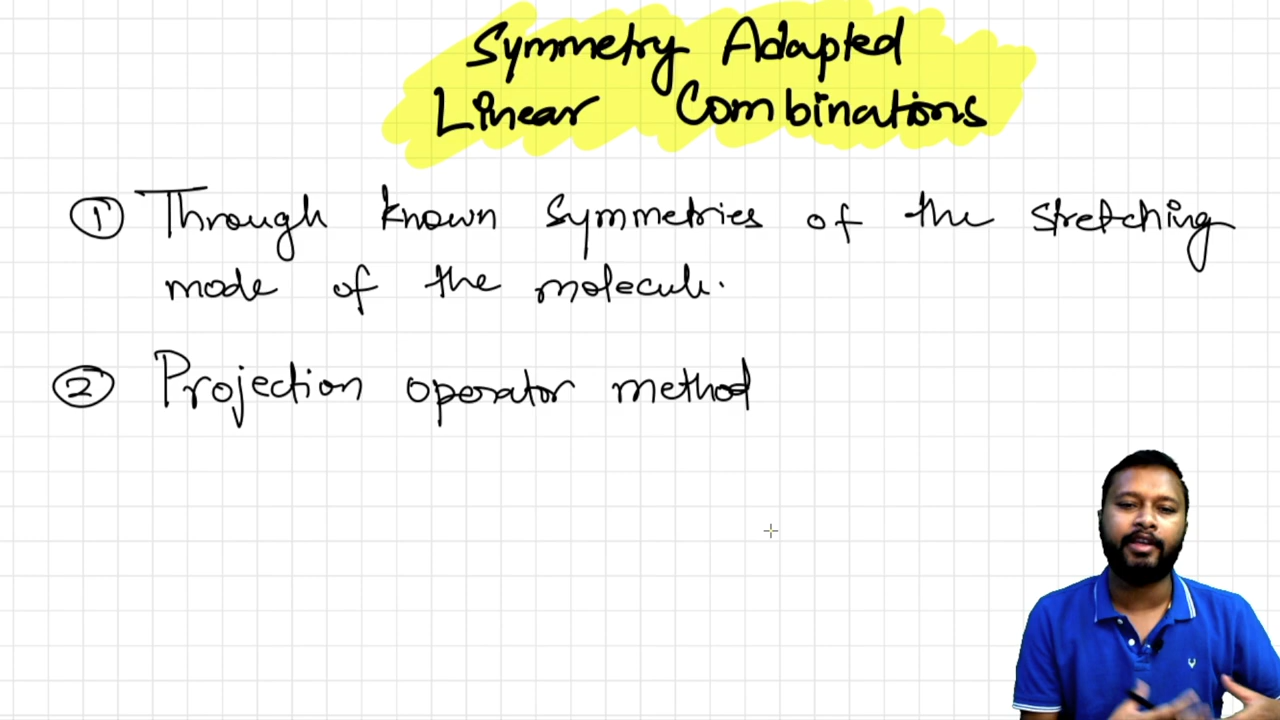 Symmetry Adapted
Linear Combinations
① Through known symmetries of the stretching
mode of the molecule.
② Projection operator method